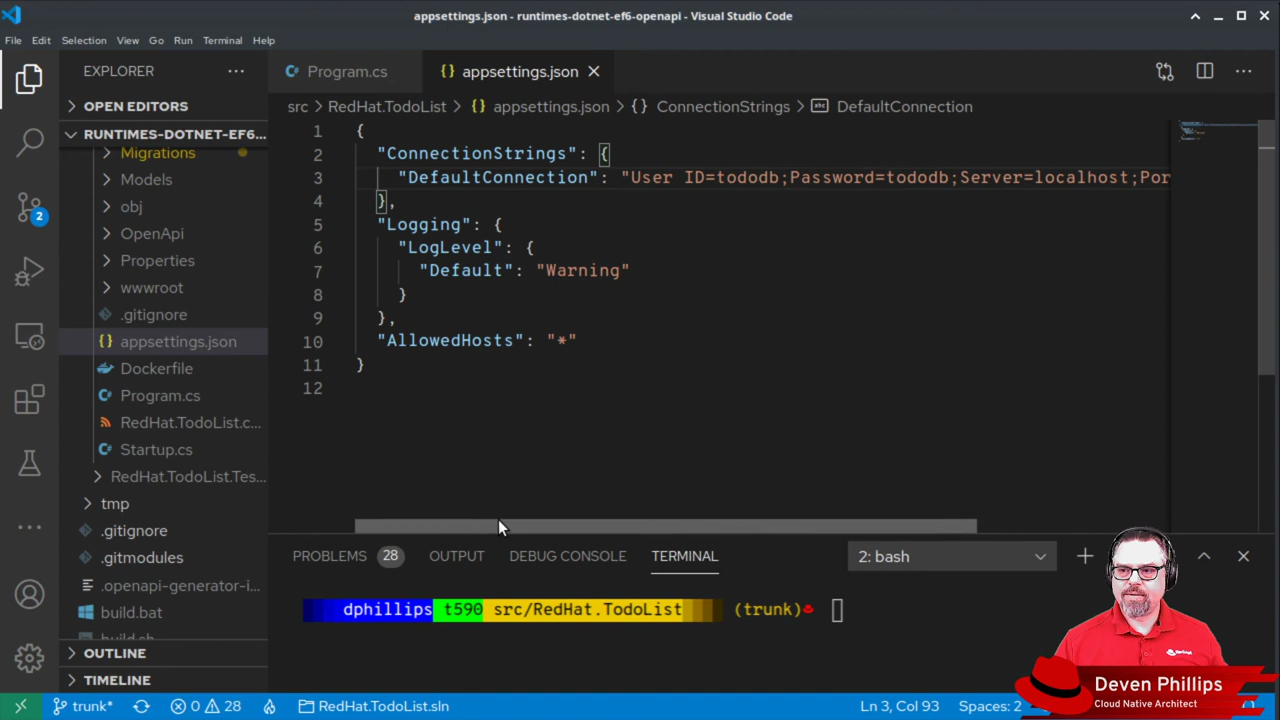 appsettings.json - runtimes-dotnet-ef6-openapi - Visual Studio Code
File Edit Selection View Go Run Terminal Help
EXPLORER
Program.cs
{} appsettings.json
OPEN EDITORS
src > RedHat.TodoList > {} appsettings.json > {} ConnectionStrings > abc DefaultConnection
RUNTIMES-DOTNET-EF6...
Migrations
Models
obj
OpenApi
Properties
wwwroot
.gitignore
{} appsettings.json
Dockerfile
Program.cs
RedHat.TodoList.c...
Startup.cs
RedHat.TodoList.Tes...
tmp
.gitignore
.gitmodules
.openapi-generator-i...
build.bat
build.sh
OUTLINE
TIMELINE
2
1 {
2 "ConnectionStrings": {
3 "DefaultConnection": "User ID=tododb;Password=tododb;Server=localhost;Por
4 },
5 "Logging": {
6 "LogLevel": {
7 "Default": "Warning"
8 }
9 },
10 "AllowedHosts": "*"
11 }
12
PROBLEMS 28 OUTPUT DEBUG CONSOLE TERMINAL 2: bash
dphillips t590 src/RedHat.TodoList (trunk)
Deven Phillips
Cloud Native Architect
trunk* 0 28 RedHat.TodoList.sln Ln 3, Col 93 Spaces: 2